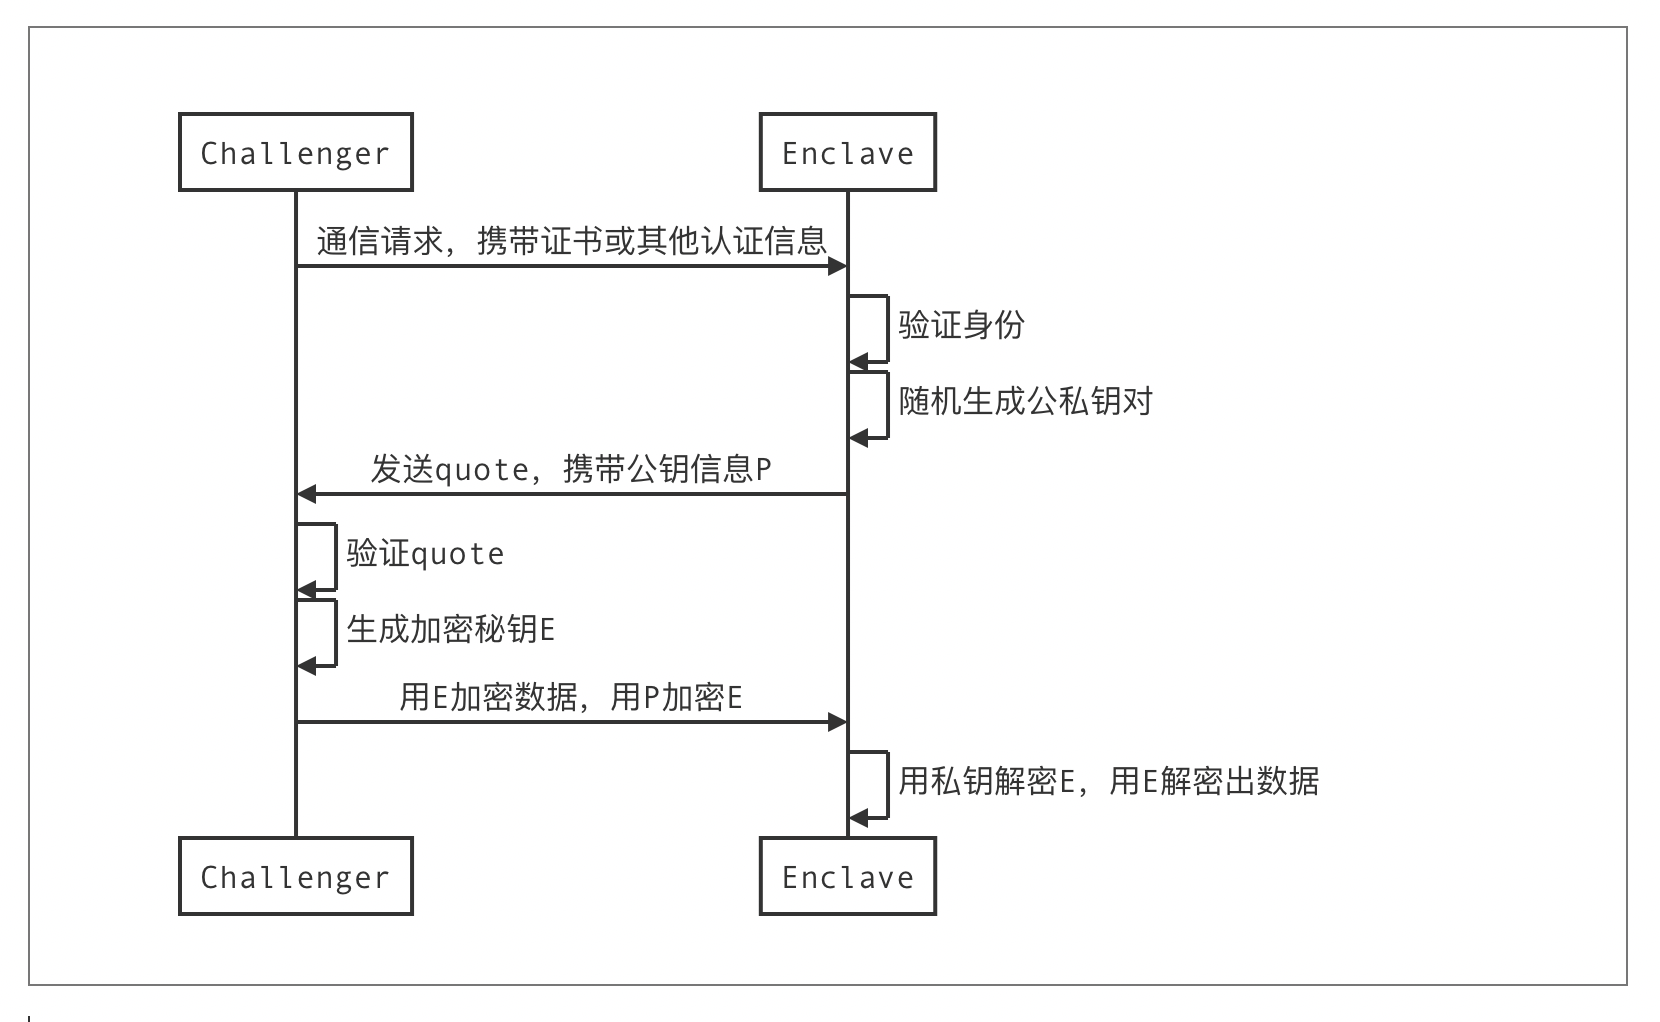 Challenger
Enclave
通信请求，携带证书或其他认证信息
验证身份
随机生成公私钥对
发送quote，携带公钥信息P
验证quote
生成加密秘钥E
用E加密数据，用P加密E
用私钥解密E，用E解密出数据
Challenger
Enclave